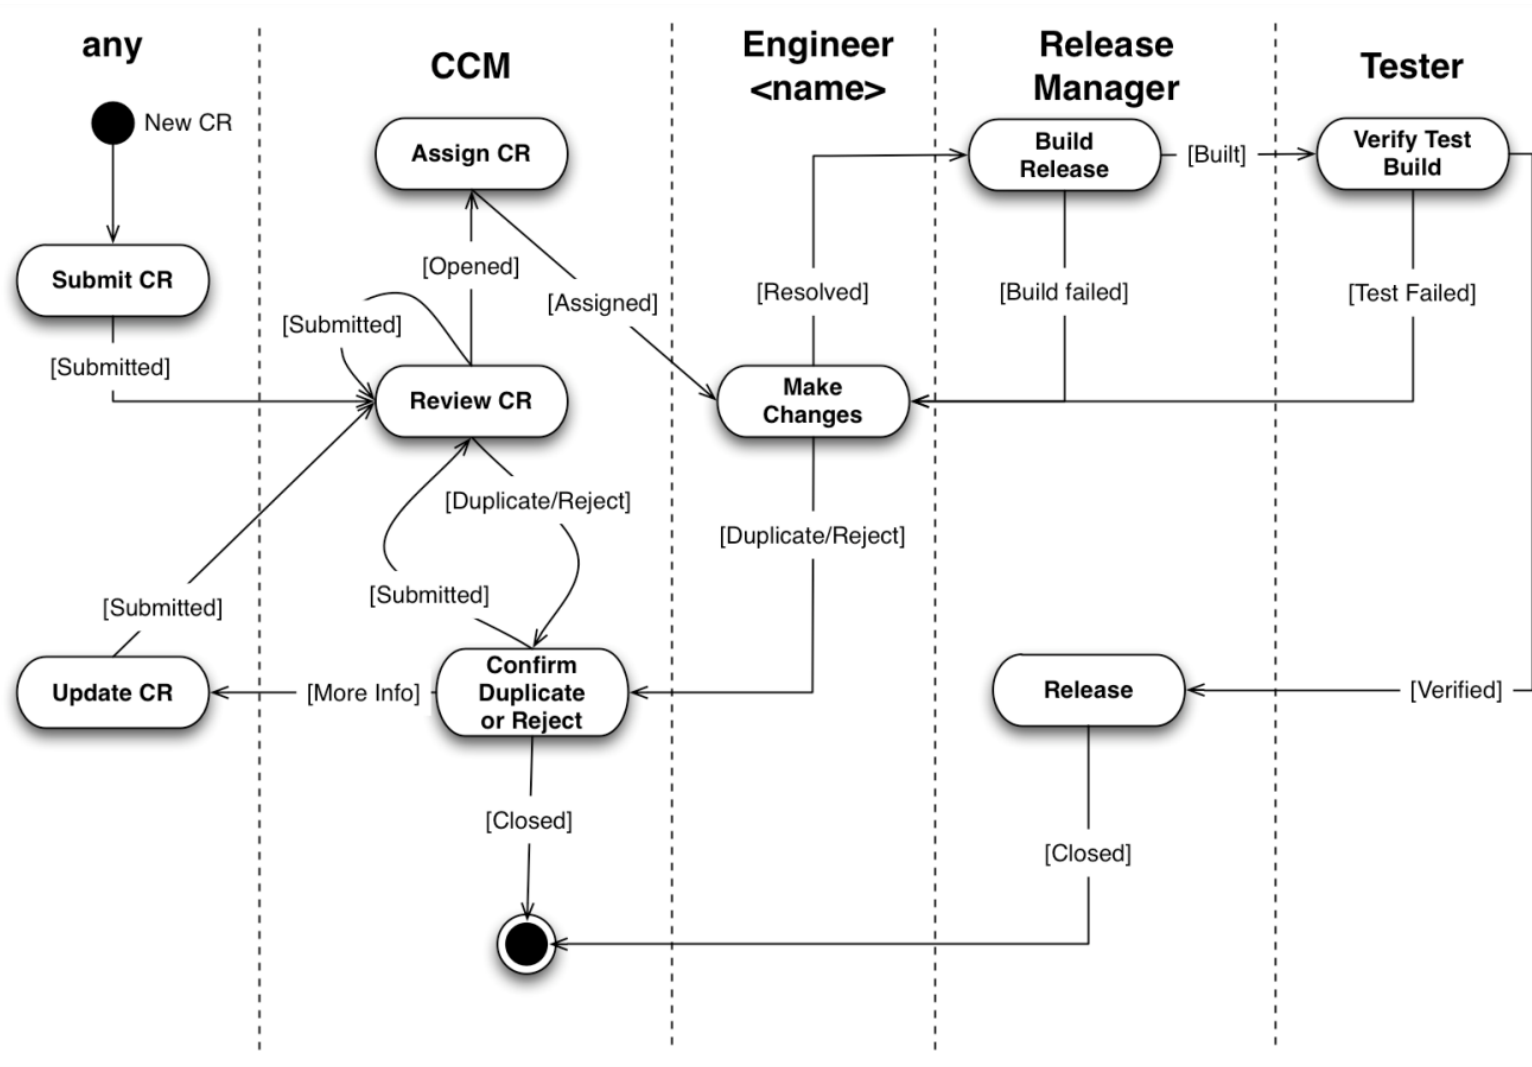 any
CCM
Engineer
<name>
Release
Manager
Tester
New CR
Assign CR
Build
Release
[Built]
Verify Test
Build
Submit CR
[Opened]
[Assigned]
[Resolved]
[Build failed]
[Test Failed]
[Submitted]
[Submitted]
Review CR
Make
Changes
[Duplicate/Reject]
[Duplicate/Reject]
[Submitted]
[Submitted]
Update CR
[More Info]
Confirm
Duplicate
or Reject
Release
[Verified]
[Closed]
[Closed]